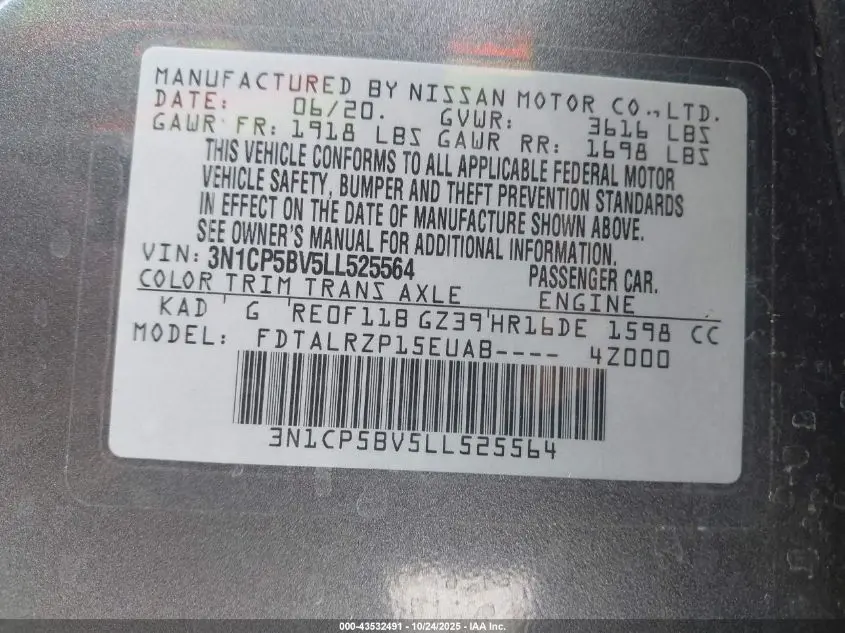 MANUFACTURED BY NISSAN MOTOR CO., LTD.
DATE: 06/20. GVWR: 3616 LBS
GAWR FR: 1918 LBS GAWR RR: 1698 LBS
THIS VEHICLE CONFORMS TO ALL APPLICABLE FEDERAL MOTOR
VEHICLE SAFETY, BUMPER AND THEFT PREVENTION STANDARDS
IN EFFECT ON THE DATE OF MANUFACTURE SHOWN ABOVE.
SEE OWNER'S MANUAL FOR ADDITIONAL INFORMATION.
VIN: 3N1CP5BV5LL525564 PASSENGER CAR.
COLOR TRIM TRANS AXLE ENGINE
KAD ' G 'RE0F11B GZ39'HR16DE 1598 CC
MODEL: FDTALRZP15EUAB---- 4Z000
3N1CP5BV5LL525564
000-43532491 - 10/24/2025 - IAA Inc.